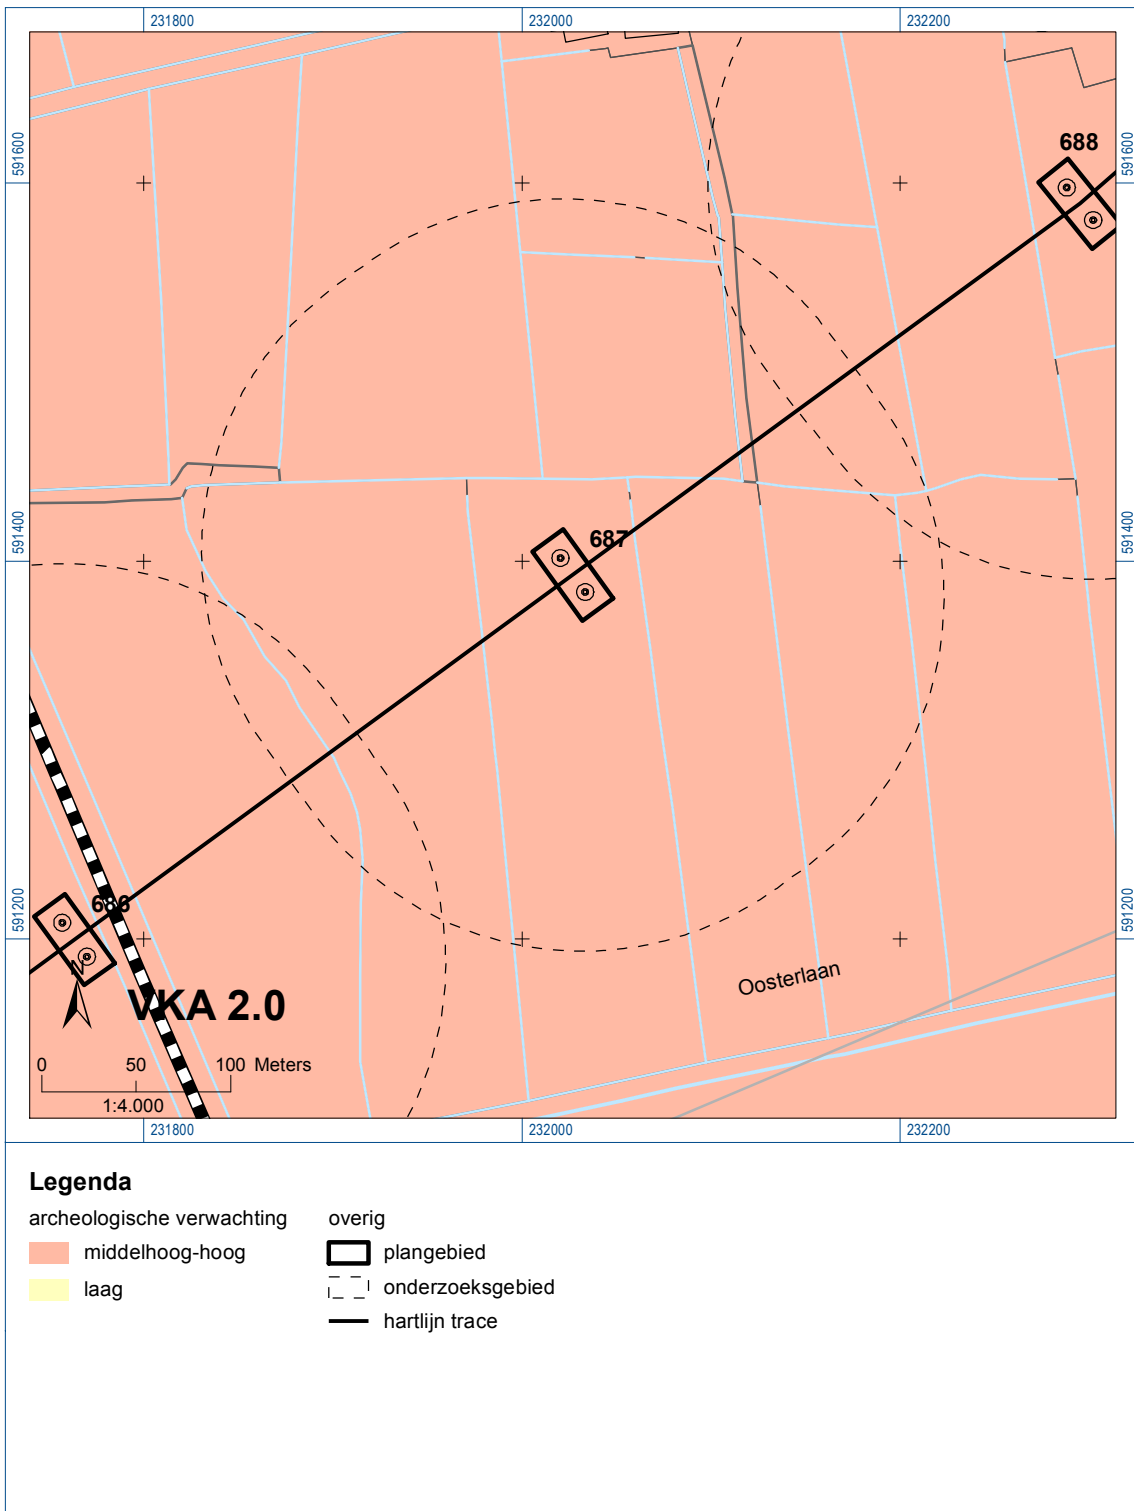 231800
232000
232200
591600
591600
688
591400
591400
687
591200
591200
686
N
Oosterlaan
VKA 2.0
0 50 100 Meters
1:4.000
231800
232000
232200
Legenda
archeologische verwachting
overig
middelhoog-hoog
plangebied
laag
onderzoeksgebied
hartlijn trace